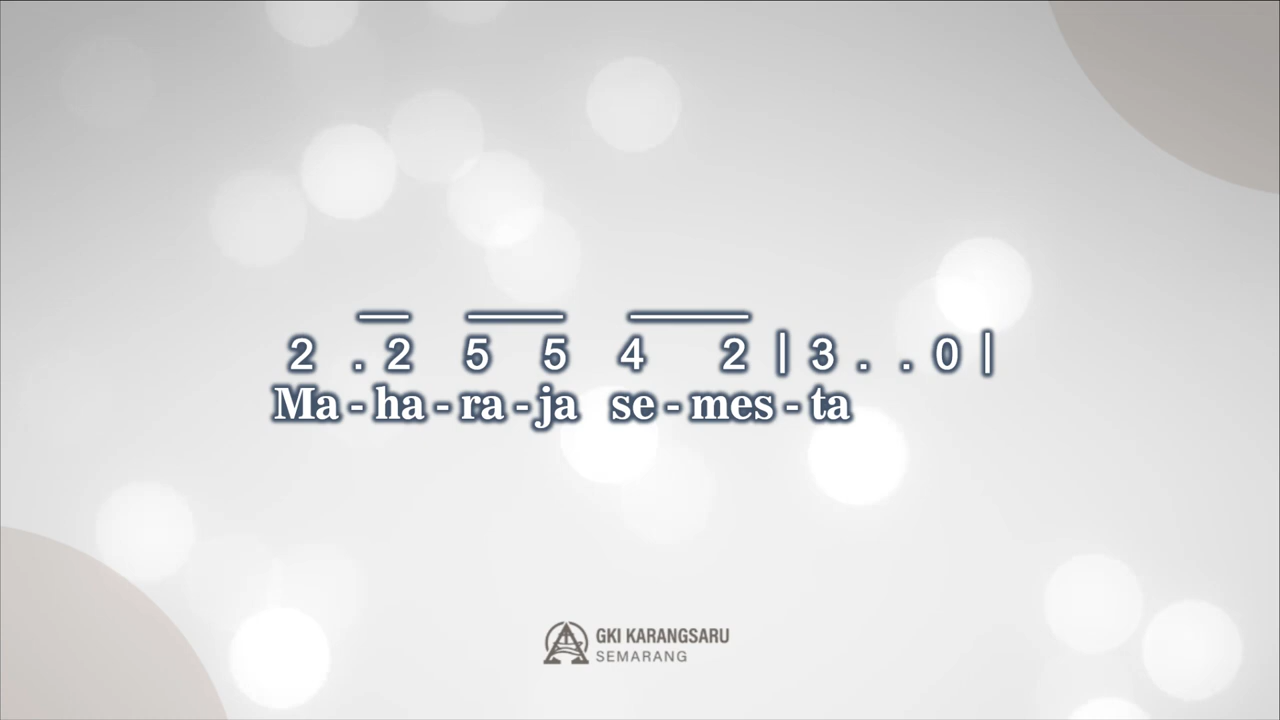 2 . 2 5 5 4 2 | 3 . . 0 |
Ma - ha - ra - ja se - mes - ta
GKI KARANGSARU
SEMARANG